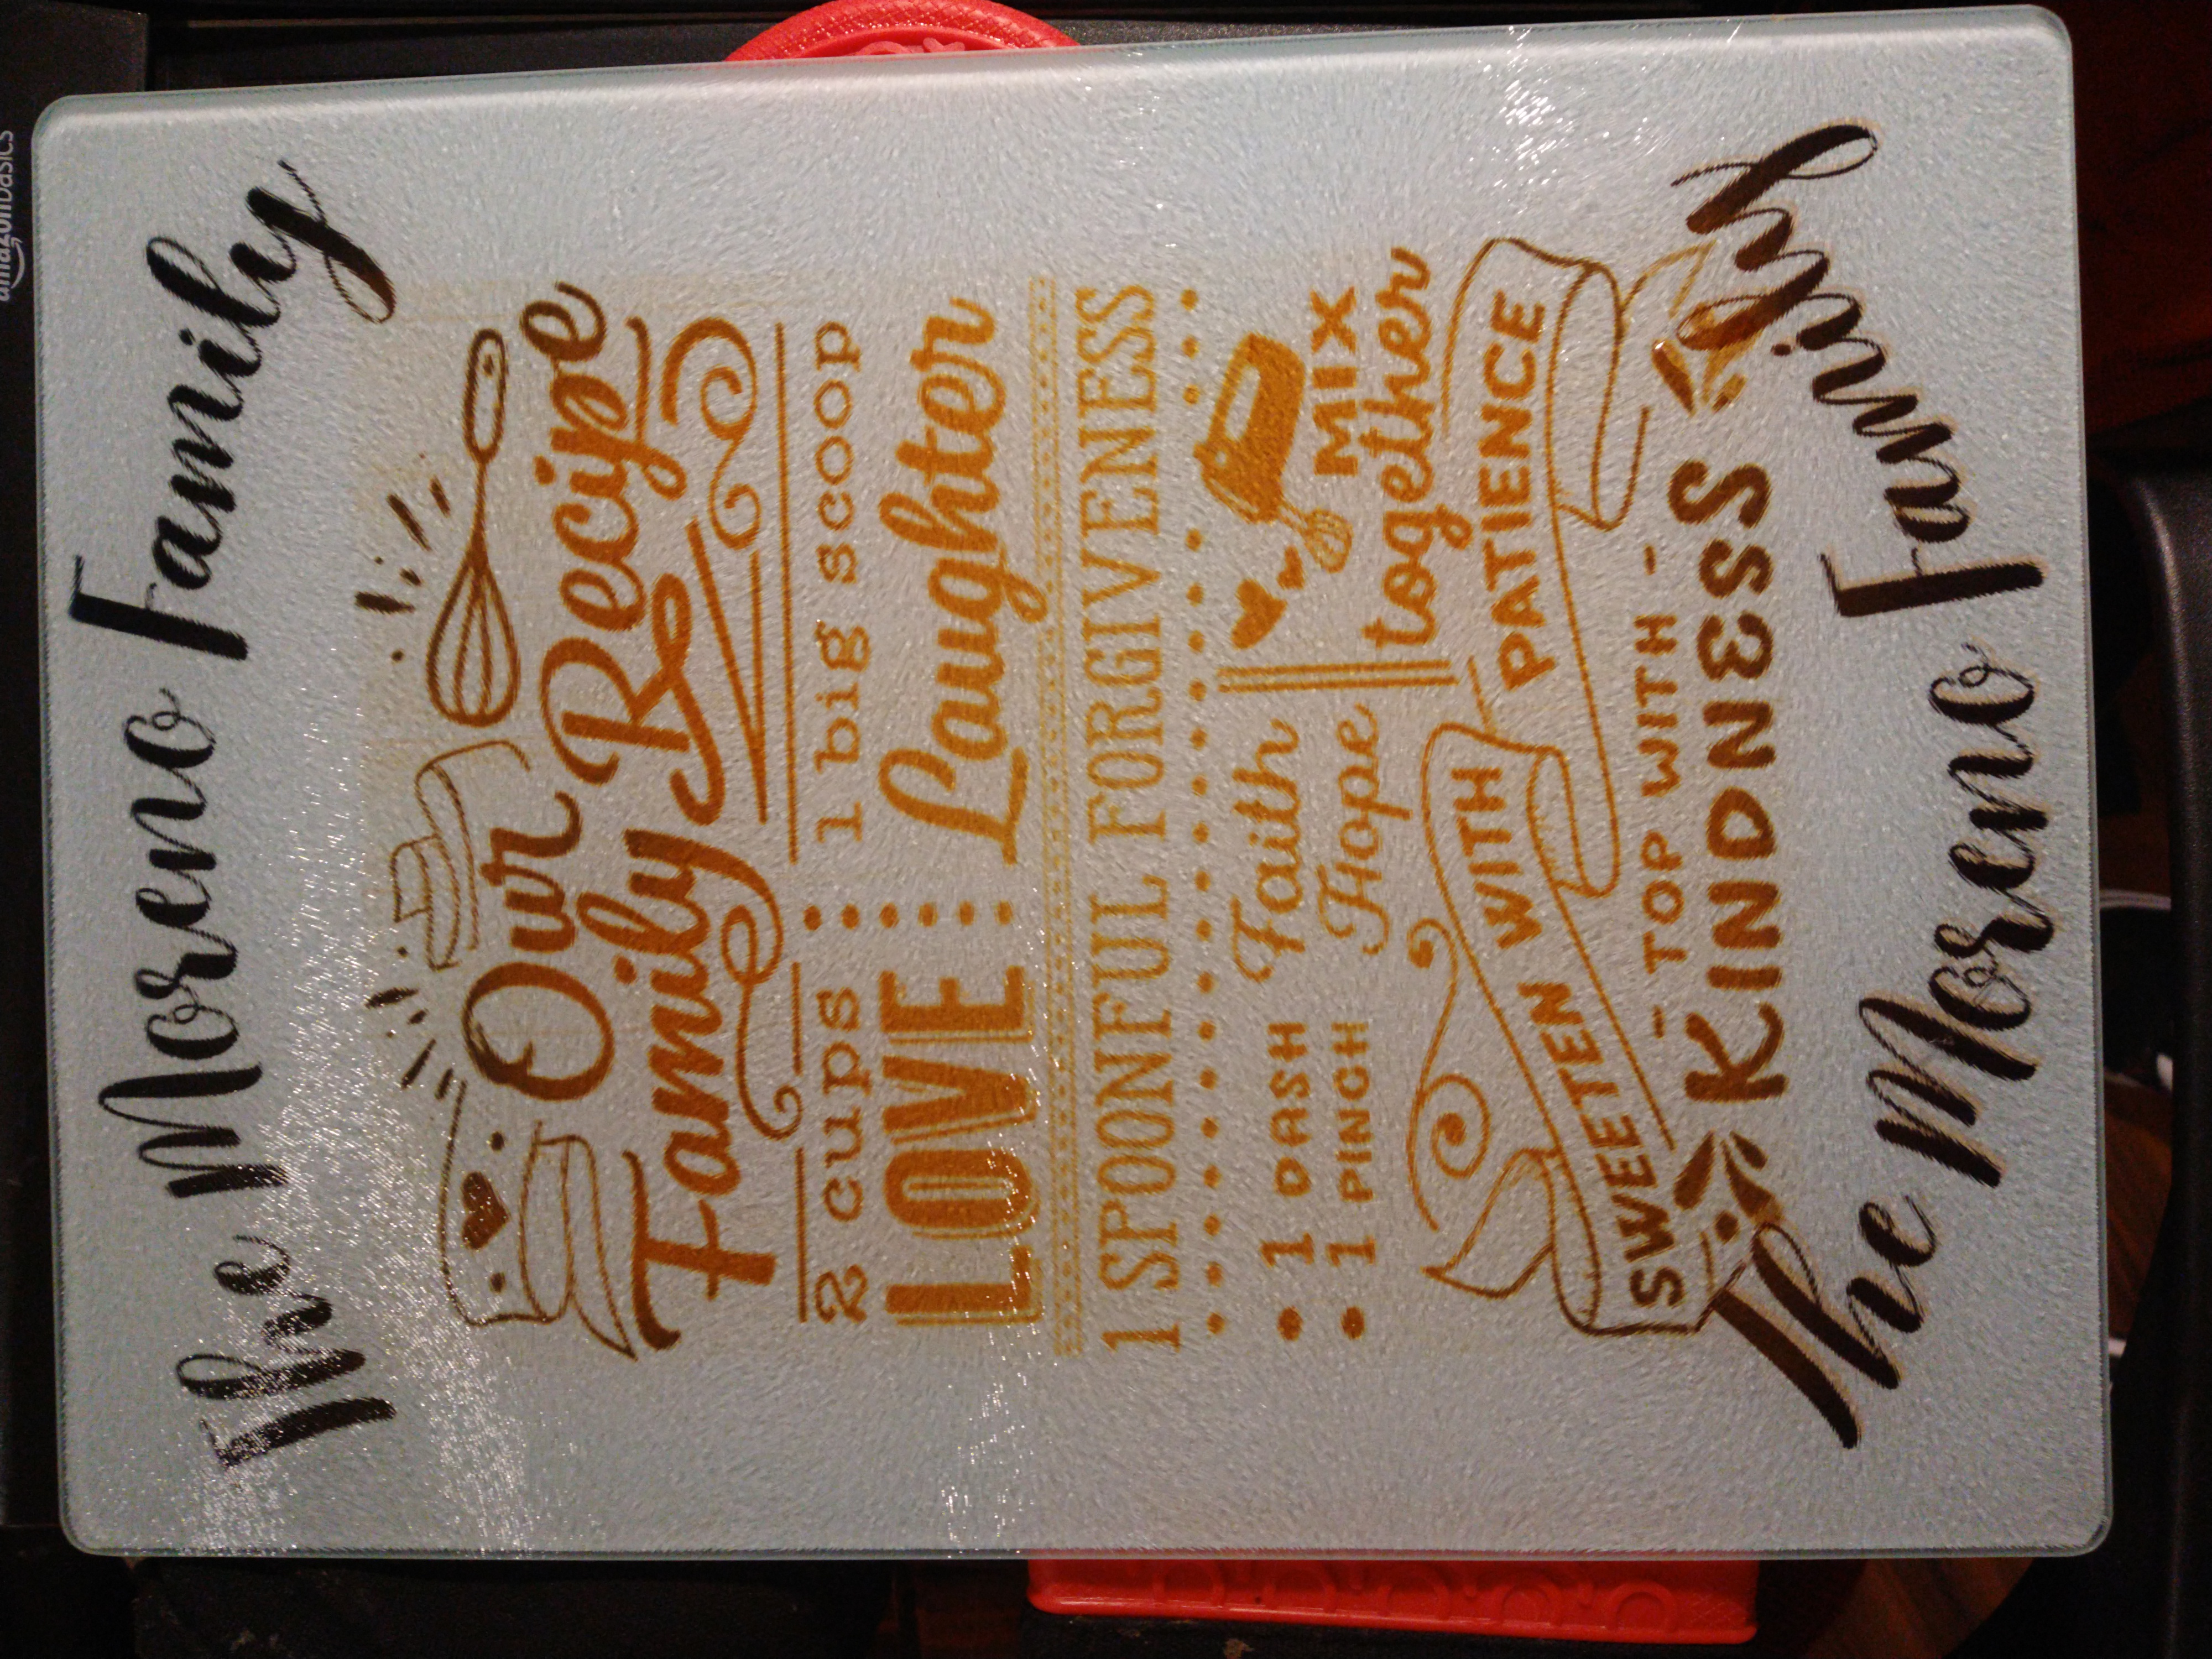 The Moreno Family
Our
Family Recipe
2 cups
LOVE
1 big scoop
Laughter
1 SPOONFUL FORGIVENESS
• 1 DASH Faith
• 1 PINCH Hope
MIX
together
SWEETEN WITH PATIENCE
- TOP WITH -
KINDNESS
The Moreno Family
amazonbasics